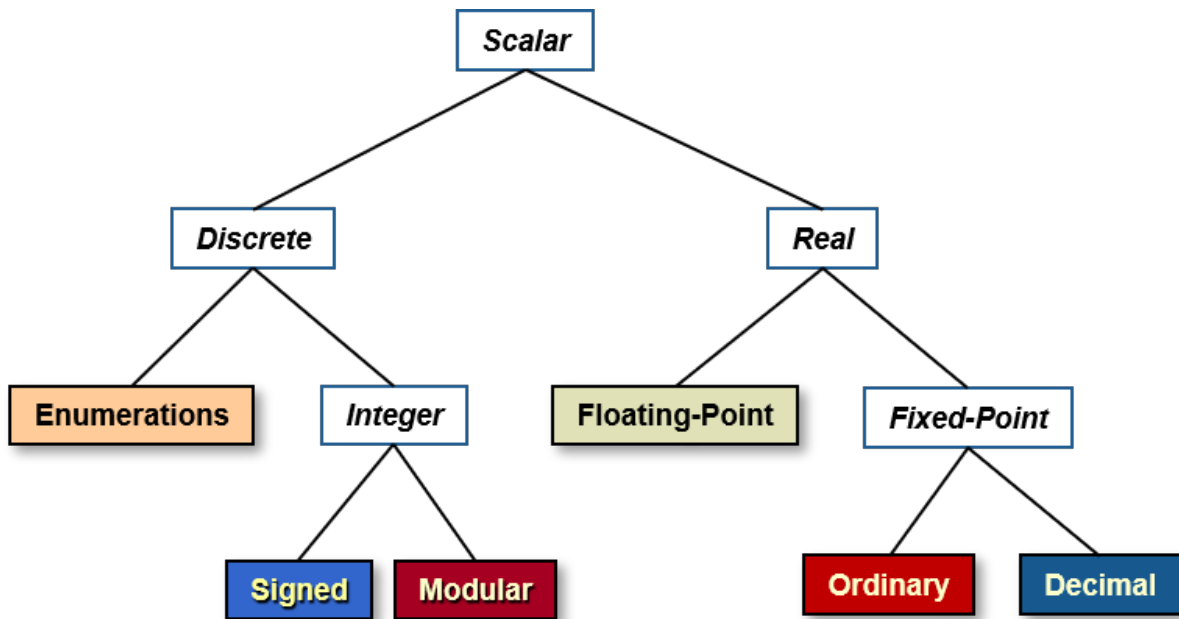 Scalar
Discrete
Real
Enumerations
Integer
Floating-Point
Fixed-Point
Signed
Modular
Ordinary
Decimal